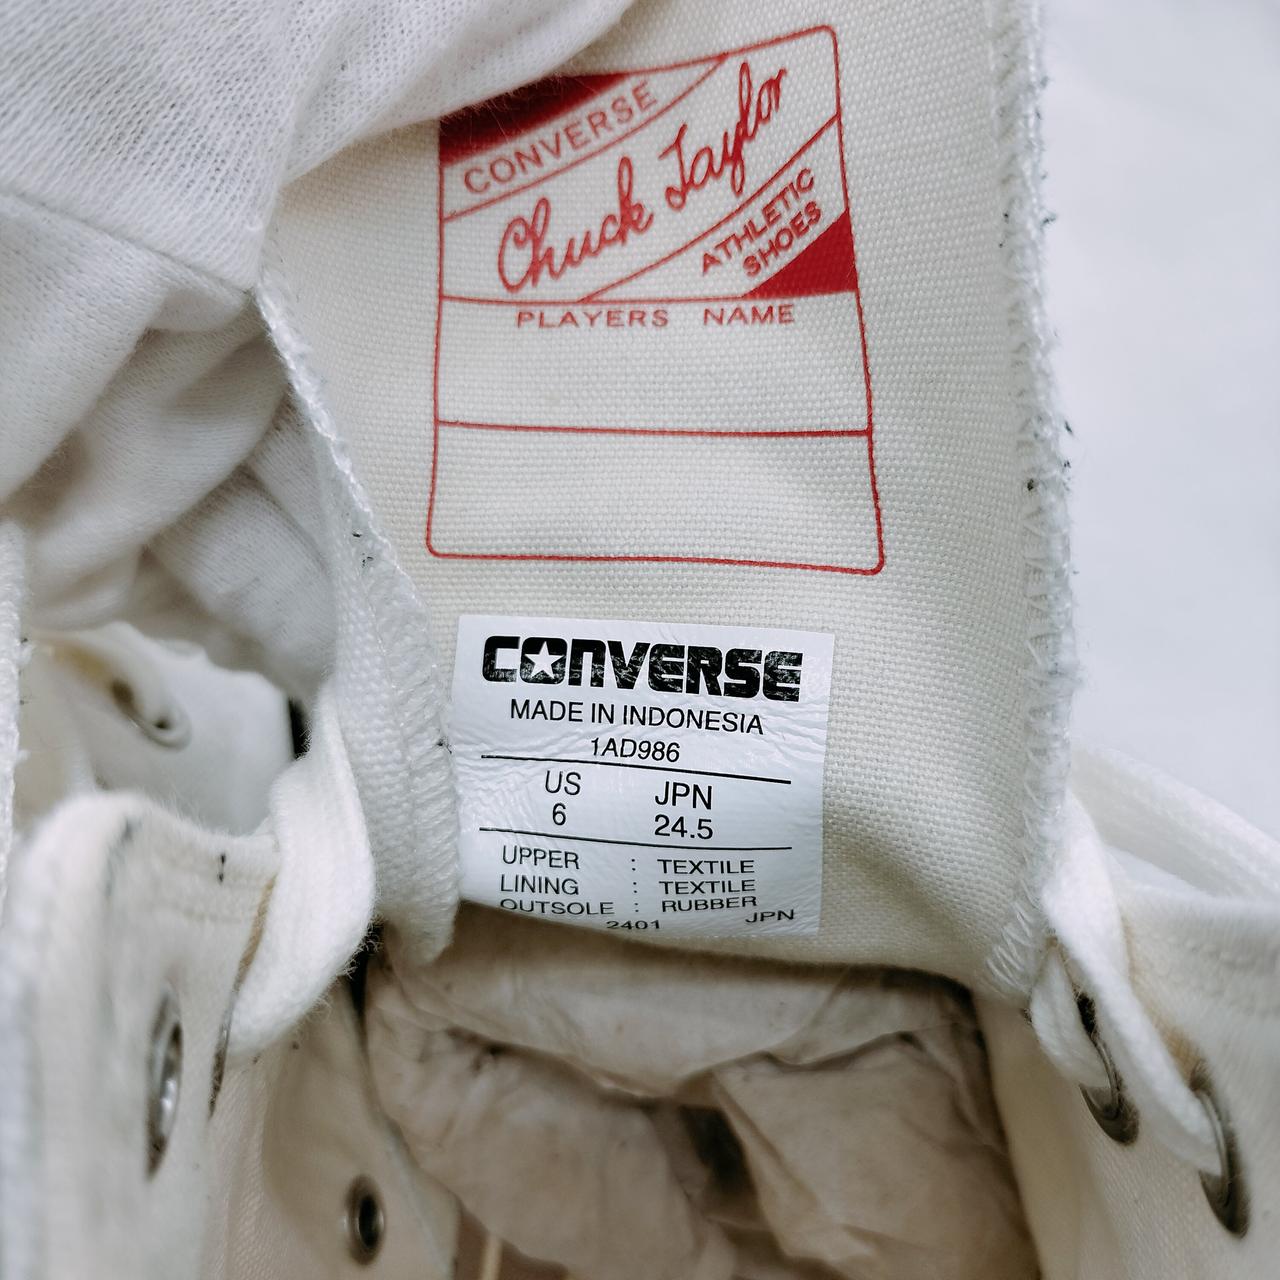 CONVERSE
Chuck Taylor
ATHLETIC
SHOES
PLAYERS NAME
CONVERSE
MADE IN INDONESIA
1AD986
US JPN
6 24.5
UPPER : TEXTILE
LINING : TEXTILE
OUTSOLE : RUBBER
2401 JPN